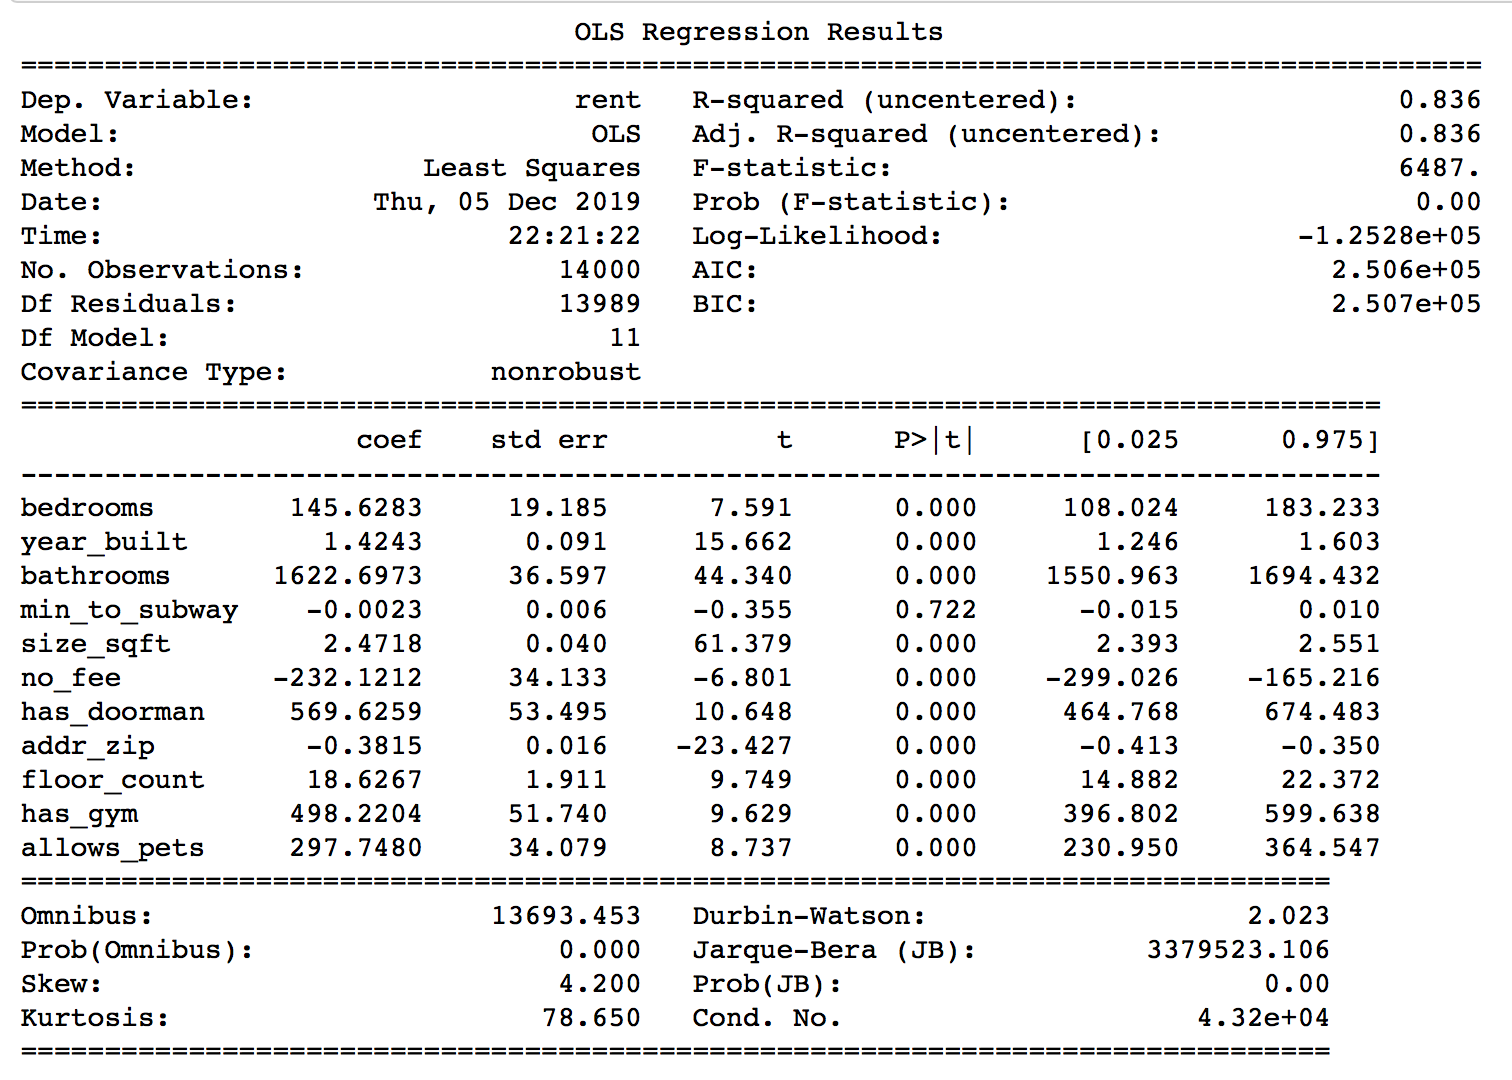 OLS Regression Results
==============================================================================
Dep. Variable: rent R-squared (uncentered): 0.836
Model: OLS Adj. R-squared (uncentered): 0.836
Method: Least Squares F-statistic: 6487.
Date: Thu, 05 Dec 2019 Prob (F-statistic): 0.00
Time: 22:21:22 Log-Likelihood: -1.2528e+05
No. Observations: 14000 AIC: 2.506e+05
Df Residuals: 13989 BIC: 2.507e+05
Df Model: 11
Covariance Type: nonrobust
==============================================================================
coef std err t P>|t| [0.025 0.975]
------------------------------------------------------------------------------
bedrooms 145.6283 19.185 7.591 0.000 108.024 183.233
year_built 1.4243 0.091 15.662 0.000 1.246 1.603
bathrooms 1622.6973 36.597 44.340 0.000 1550.963 1694.432
min_to_subway -0.0023 0.006 -0.355 0.722 -0.015 0.010
size_sqft 2.4718 0.040 61.379 0.000 2.393 2.551
no_fee -232.1212 34.133 -6.801 0.000 -299.026 -165.216
has_doorman 569.6259 53.495 10.648 0.000 464.768 674.483
addr_zip -0.3815 0.016 -23.427 0.000 -0.413 -0.350
floor_count 18.6267 1.911 9.749 0.000 14.882 22.372
has_gym 498.2204 51.740 9.629 0.000 396.802 599.638
allows_pets 297.7480 34.079 8.737 0.000 230.950 364.547
==============================================================================
Omnibus: 13693.453 Durbin-Watson: 2.023
Prob(Omnibus): 0.000 Jarque-Bera (JB): 3379523.106
Skew: 4.200 Prob(JB): 0.00
Kurtosis: 78.650 Cond. No. 4.32e+04
==============================================================================